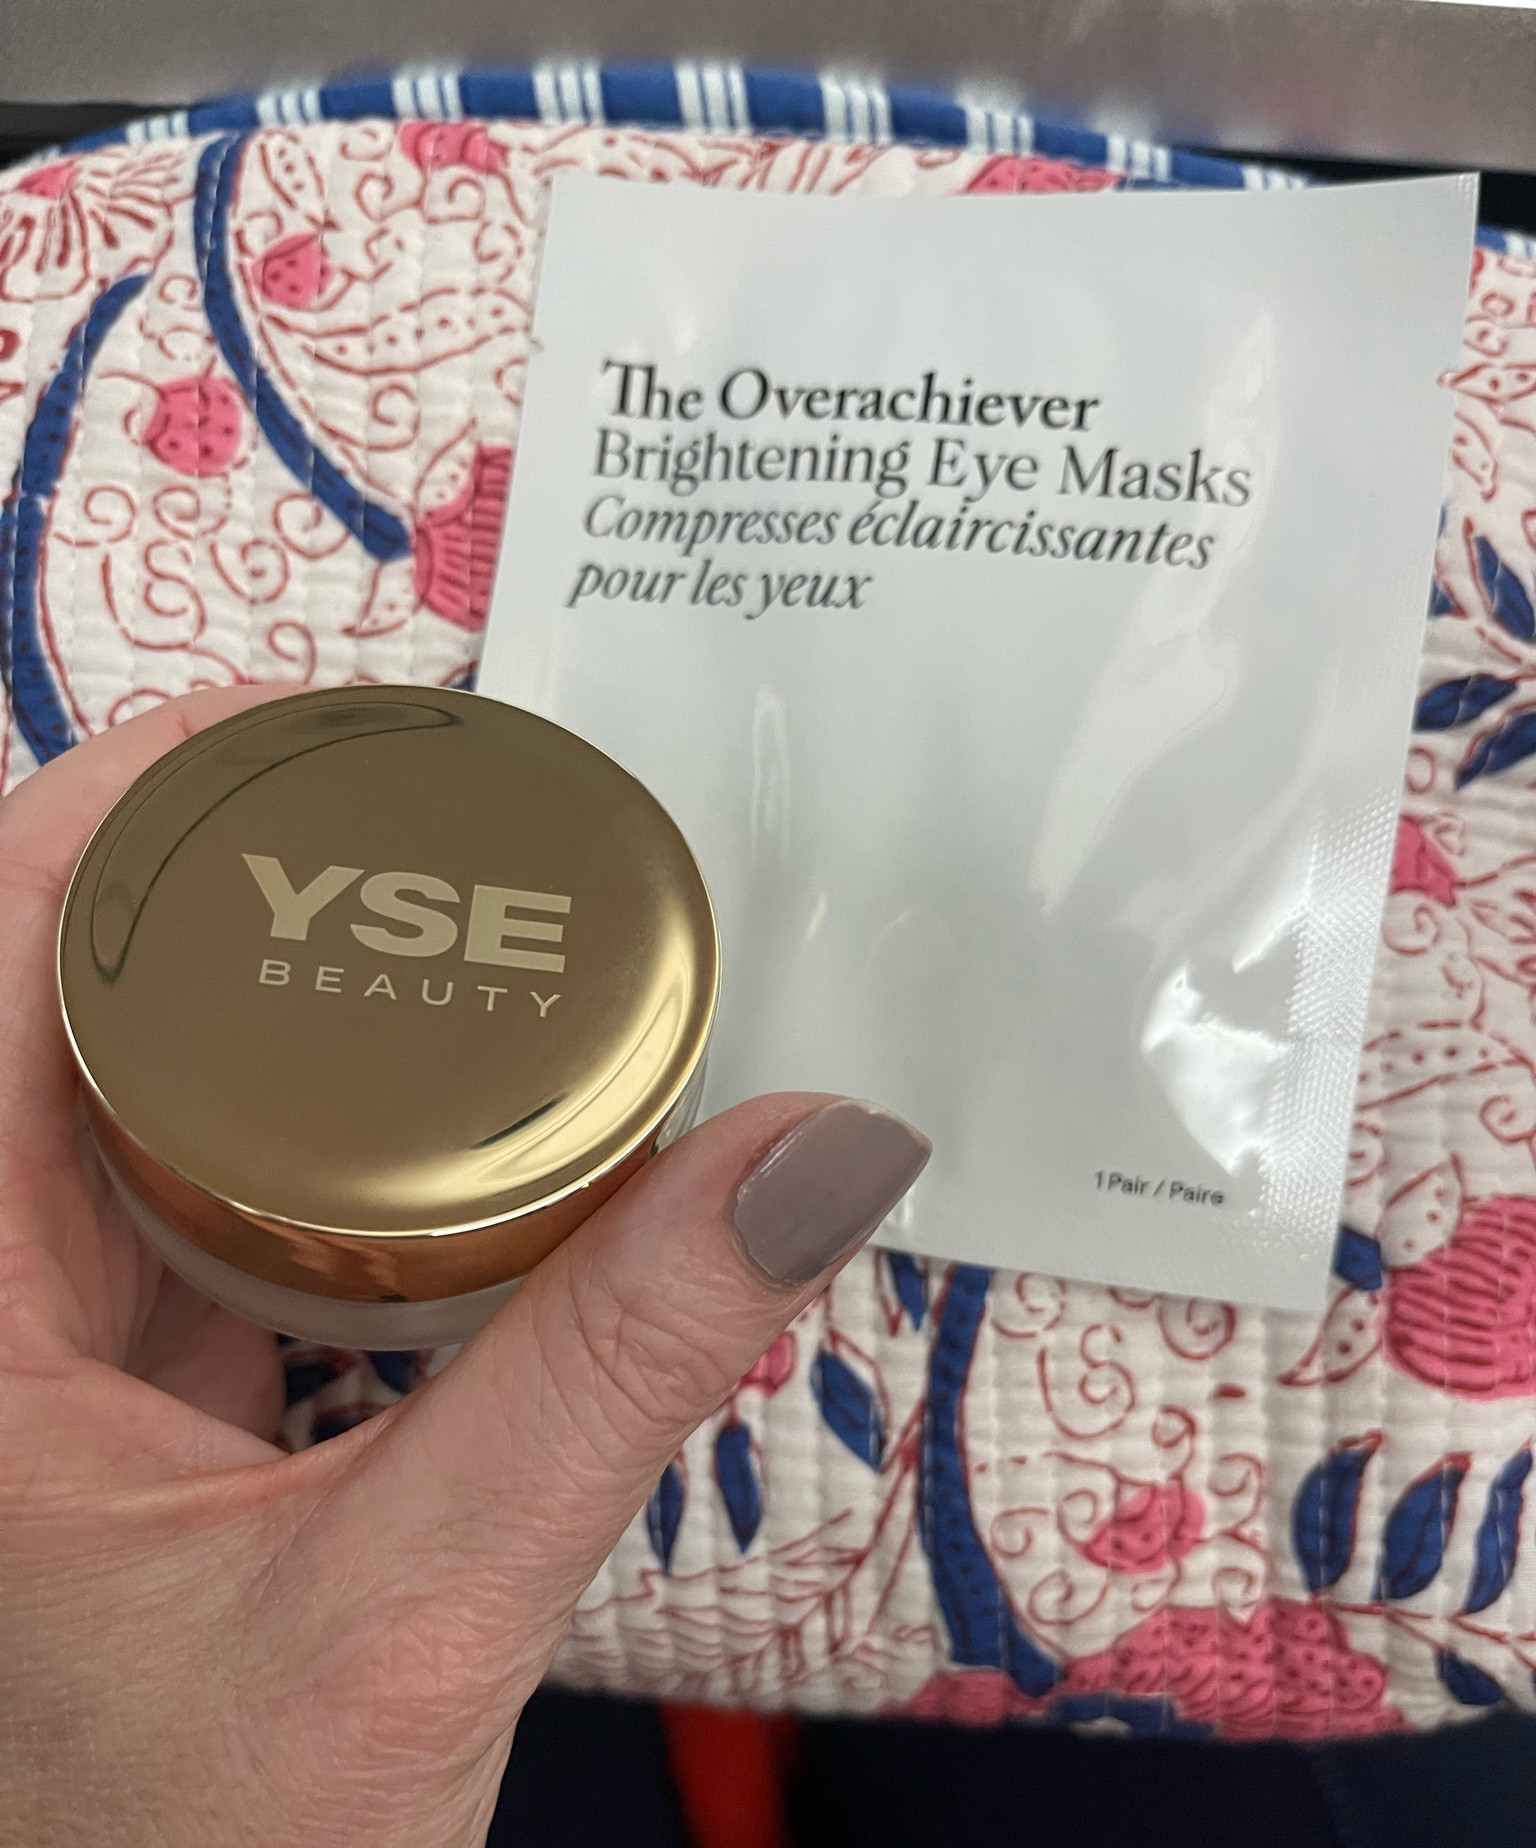 The Overachiever
Brightening Eye Masks
Compresses éclaircissantes
pour les yeux
YSE
BEAUTY
1 Pair / Paire